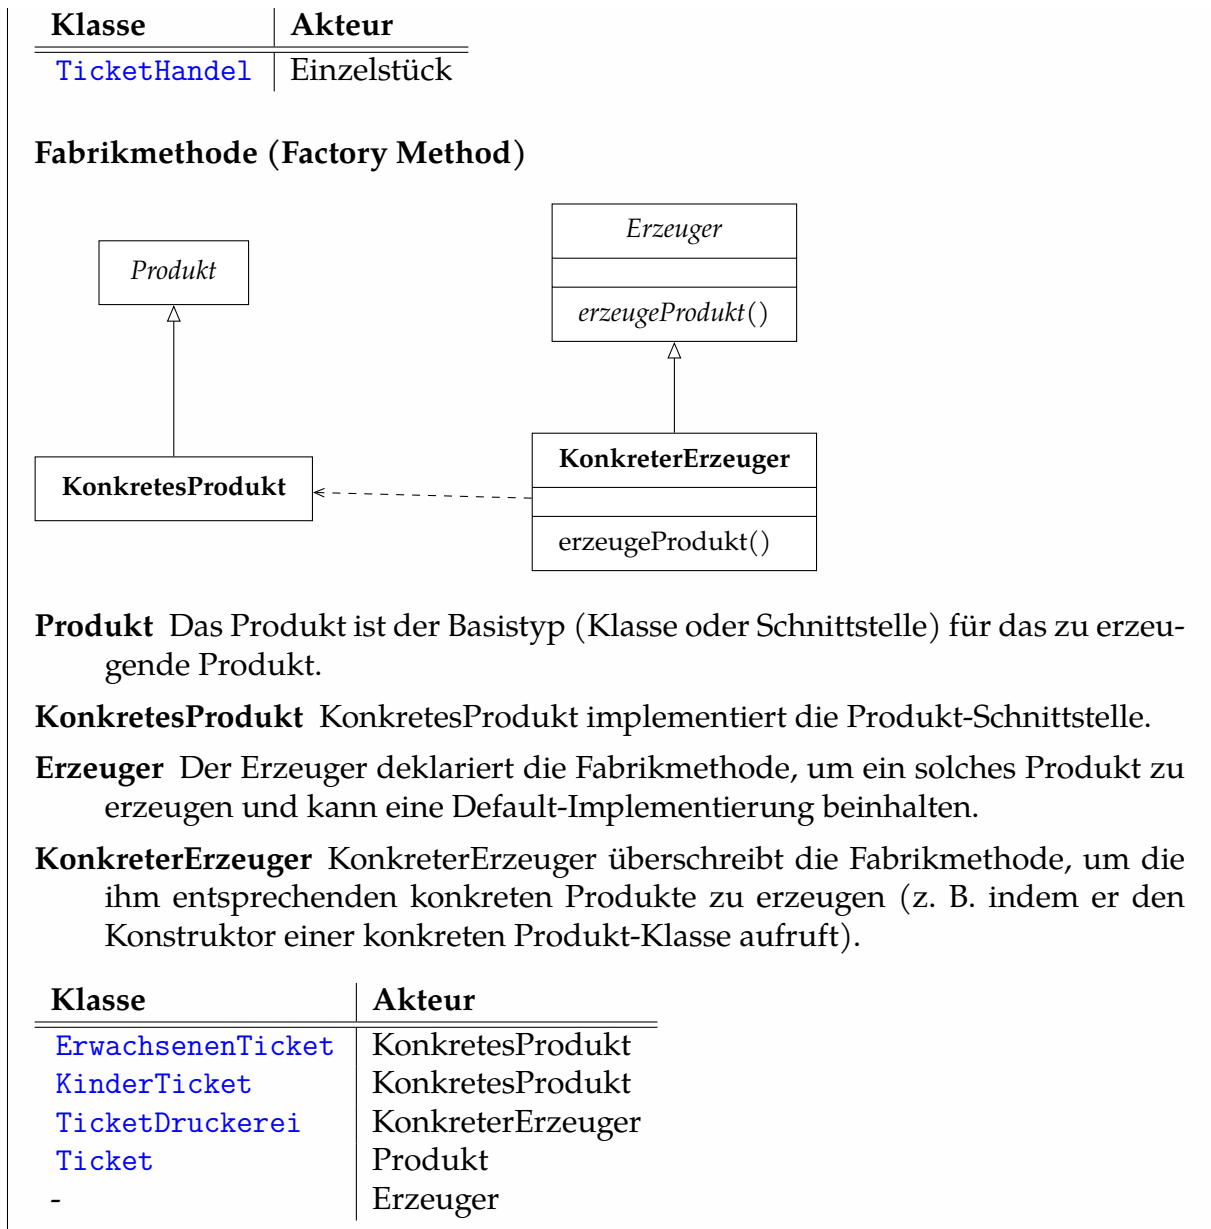 Klasse Akteur
TicketHandel Einzelstück
Fabrikmethode (Factory Method)
Erzeuger
Produkt
erzeugeProdukt()
KonkreterErzeuger
KonkretesProdukt
erzeugeProdukt()
Produkt Das Produkt ist der Basistyp (Klasse oder Schnittstelle) für das zu erzeu-
gende Produkt.
KonkretesProdukt KonkretesProdukt implementiert die Produkt-Schnittstelle.
Erzeuger Der Erzeuger deklariert die Fabrikmethode, um ein solches Produkt zu
erzeugen und kann eine Default-Implementierung beinhalten.
KonkreterErzeuger KonkreterErzeuger überschreibt die Fabrikmethode, um die
ihm entsprechenden konkreten Produkte zu erzeugen (z. B. indem er den
Konstruktor einer konkreten Produkt-Klasse aufruft).
Klasse Akteur
ErwachsenenTicket KonkretesProdukt
KinderTicket KonkretesProdukt
TicketDruckerei KonkreterErzeuger
Ticket Produkt
- Erzeuger